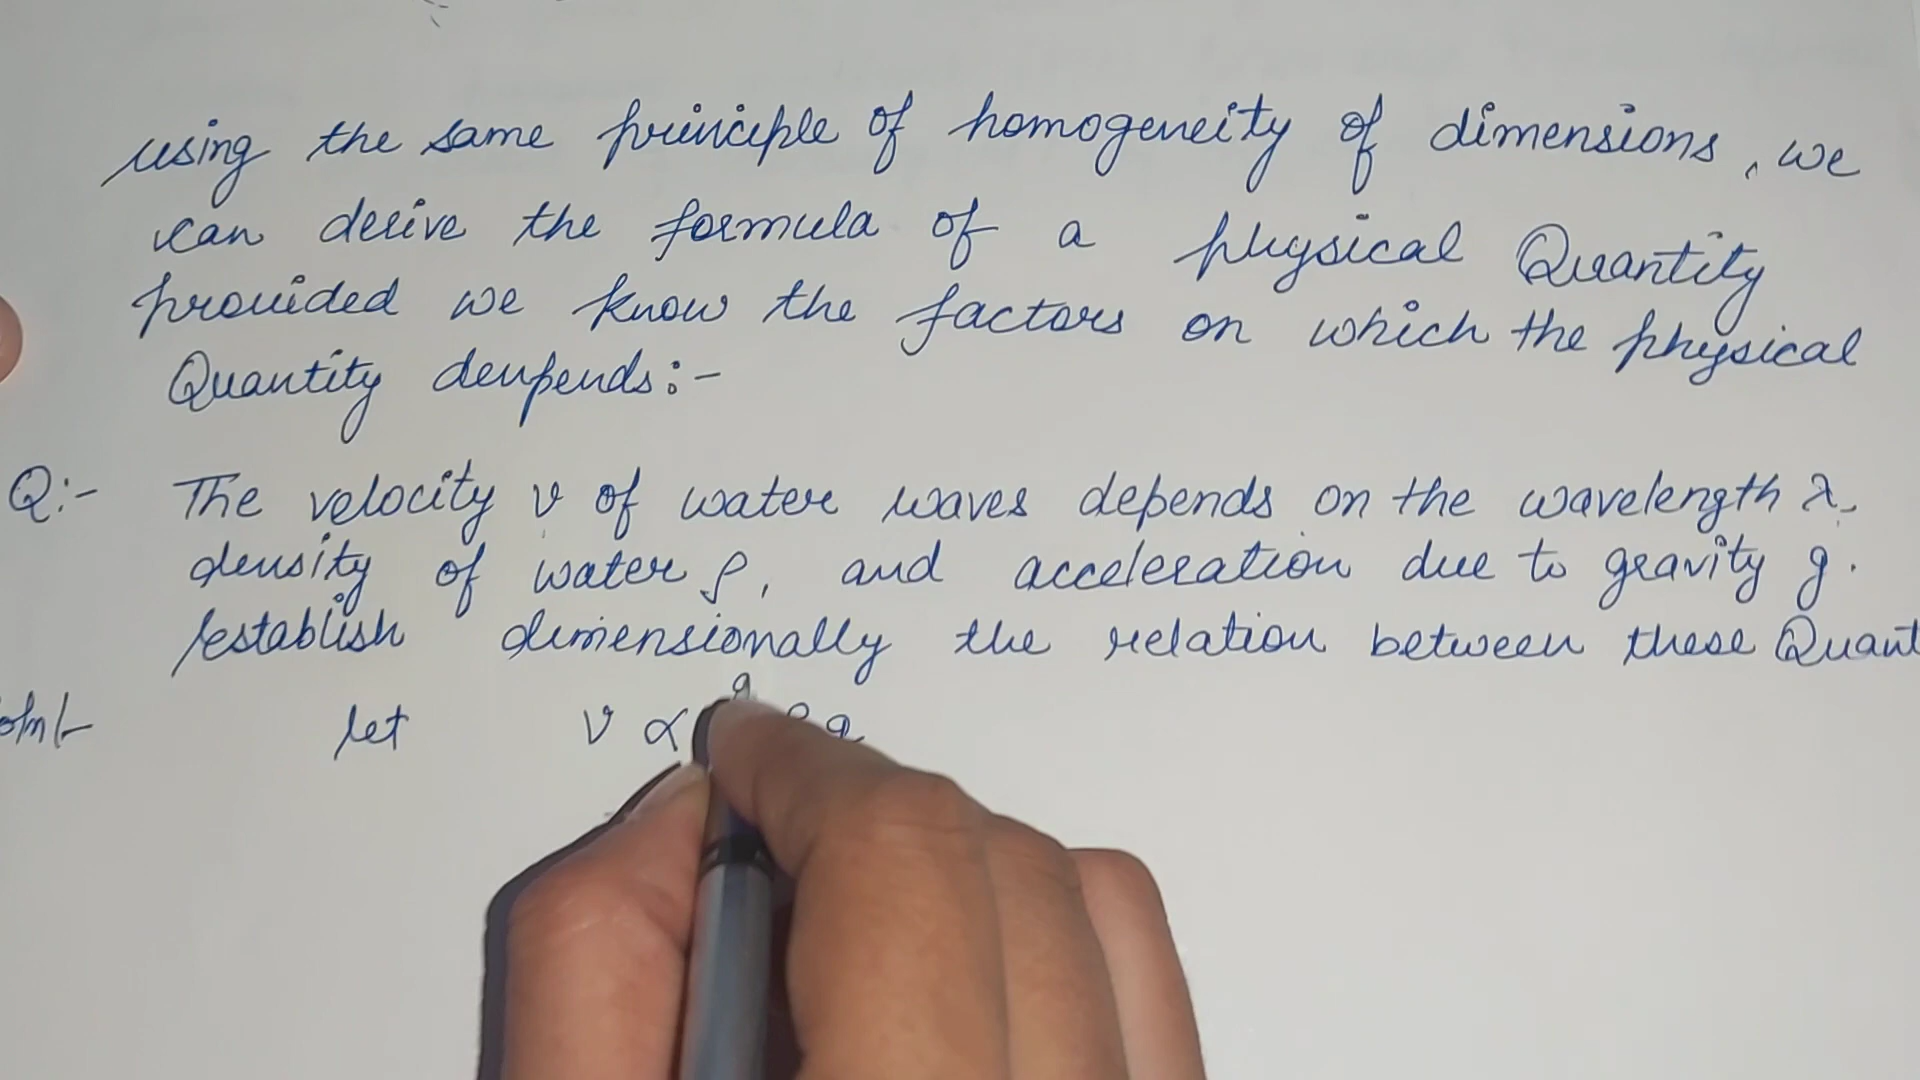 using the same principle of homogeneity of dimensions, we
can derive the formula of a physical Quantity
provided we know the factors on which the physical
Quantity depends:-
Q:- The velocity v of water waves depends on the wavelength λ,
density of water ρ, and acceleration due to gravity g.
establish dimensionally the relation between these Quant
oln/- let v ∝ a ρ g